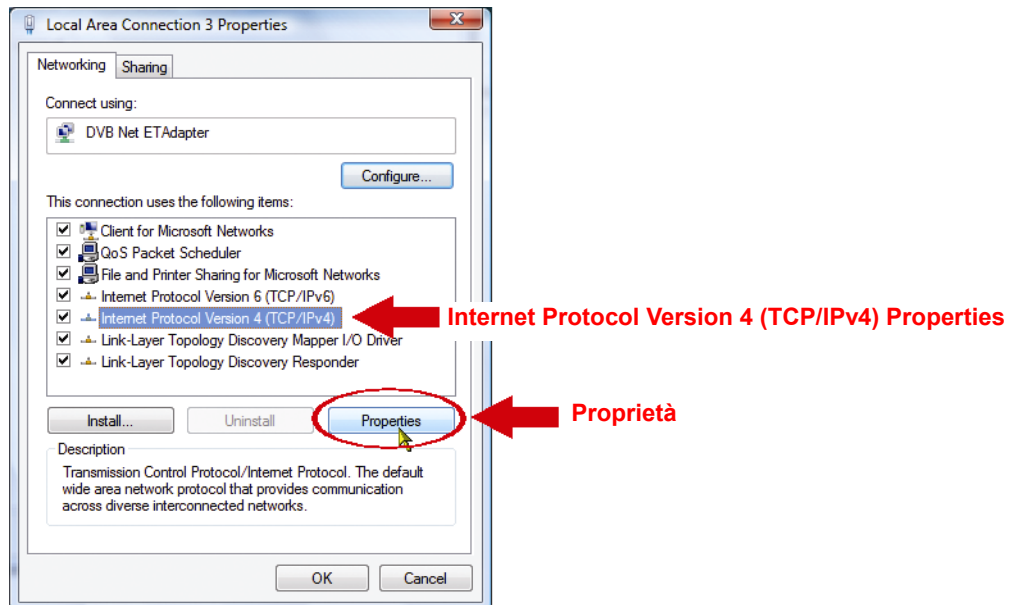 Local Area Connection 3 Properties
Networking
Sharing
Connect using:
DVB Net ETAdapter
Configure...
This connection uses the following items:
Client for Microsoft Networks
QoS Packet Scheduler
File and Printer Sharing for Microsoft Networks
Internet Protocol Version 6 (TCP/IPv6)
Internet Protocol Version 4 (TCP/IPv4)
Internet Protocol Version 4 (TCP/IPv4) Properties
Link-Layer Topology Discovery Mapper I/O Driver
Link-Layer Topology Discovery Responder
Install...
Uninstall
Properties
Proprietà
Description
Transmission Control Protocol/Internet Protocol. The default
wide area network protocol that provides communication
across diverse interconnected networks.
OK
Cancel